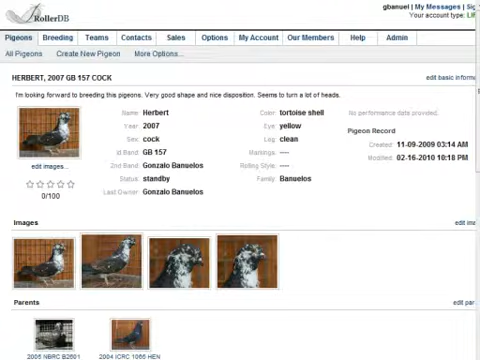 RollerDB
gbanuel | My Messages |
Your account type:
Pigeons Breeding Teams Contacts Sales Options My Account Our Members Help Admin
All Pigeons Create New Pigeon More Options...
HERBERT, 2007 GB 157 COCK
edit basic
I'm looking forward to breeding this pigeons. Very good shape and nice disposition. Seems to turn a lot of heads.
Name: Herbert
Year: 2007
Sex: cock
Id Band: GB 157
2nd Band: Gonzalo Banuelos
Status: standby
Last Owner: Gonzalo Banuelos
Color: tortoise shell
Eye: yellow
Leg: clean
Markings: ----
Rolling Style: ----
Family: Banuelos
No performance data provided.
Pigeon Record
Created: 11-09-2009 03:14 AM
Modified: 02-16-2010 10:18 PM
edit images...
0/100
Images
edit
Parents
edit
2005 NBRC B2601
2004 ICRC 1066 HEN